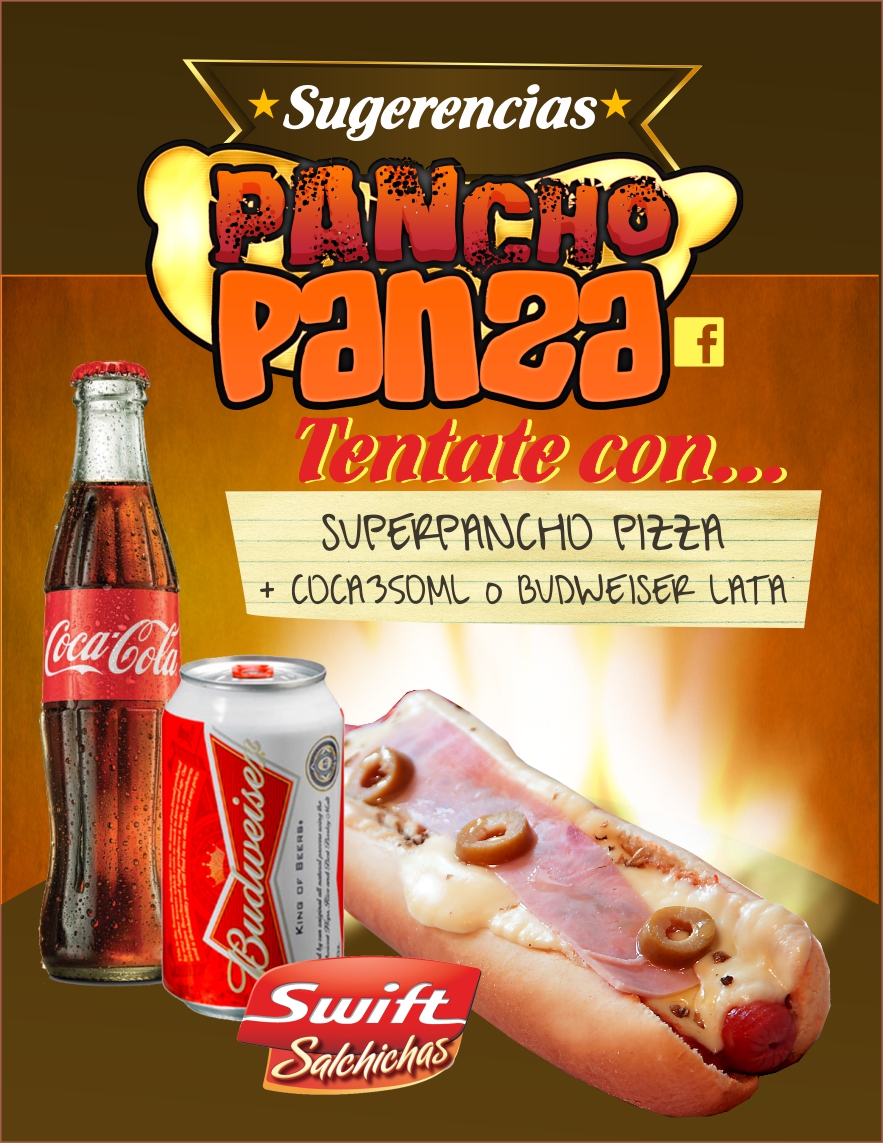 Sugerencias
PANCHO
Panza
f
Tentate con...
SUPERPANCHO PIZZA
+ COCA350ML o BUDWEISER LATA
Coca-Cola
Budweiser
KING OF BEERS.
Swift
Salchichas